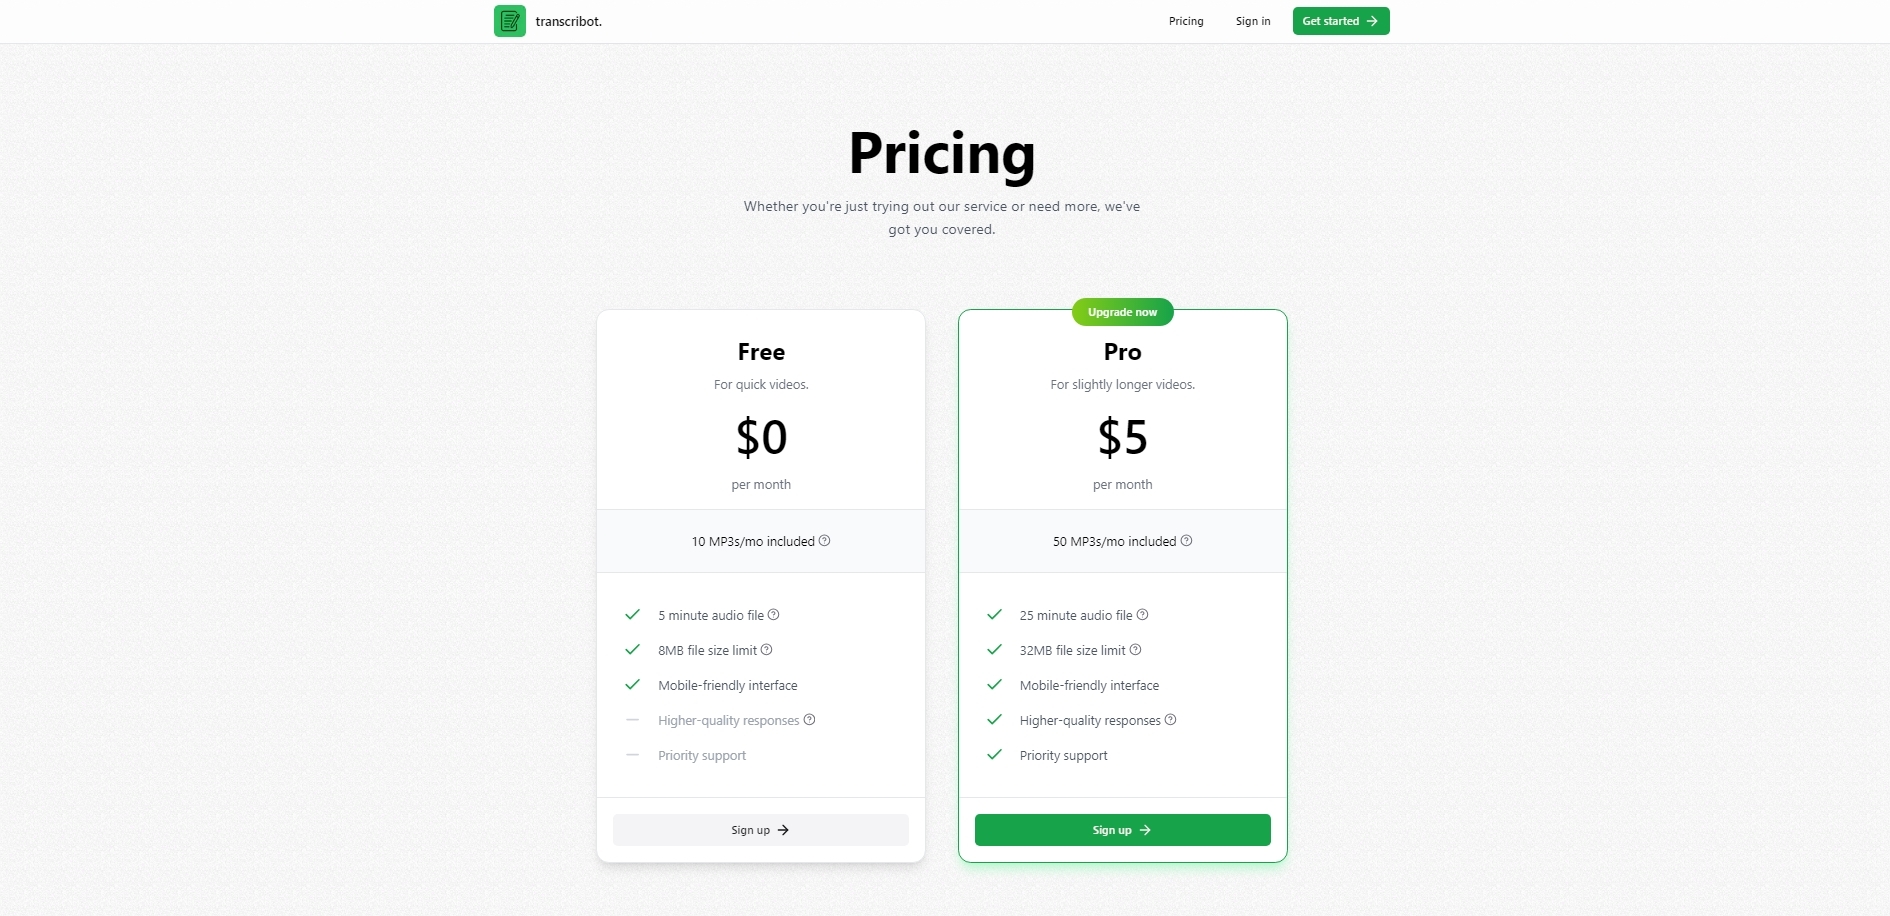 transcribot.
Pricing
Sign in
Get started
Pricing
Whether you're just trying out our service or need more, we've
got you covered.
Free
For quick videos.
$0
per month
10 MP3s/mo included
5 minute audio file
8MB file size limit
Mobile-friendly interface
Higher-quality responses
Priority support
Sign up
Upgrade now
Pro
For slightly longer videos.
$5
per month
50 MP3s/mo included
25 minute audio file
32MB file size limit
Mobile-friendly interface
Higher-quality responses
Priority support
Sign up